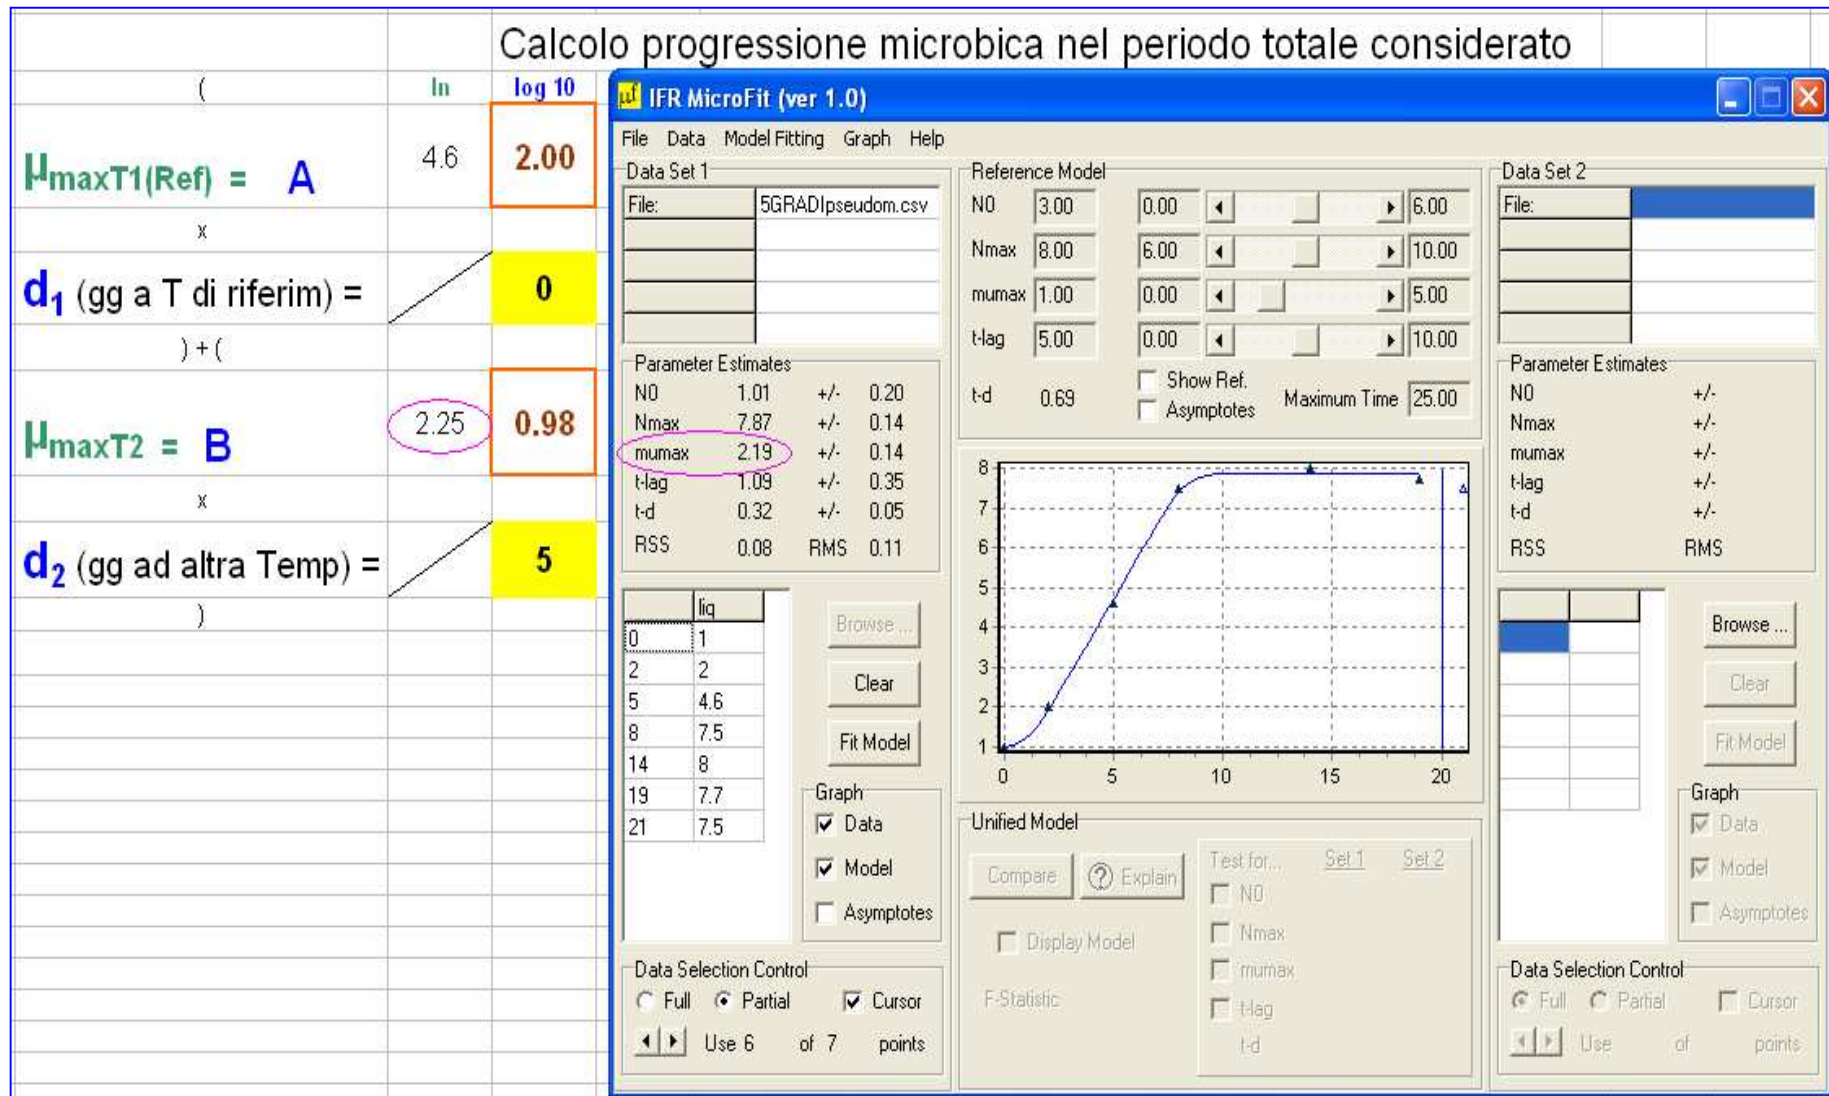 Calcolo progressione microbica nel periodo totale considerato
( ln log 10
μmaxT1(Ref) = A 4.6 2.00
x
d1 (gg a T di riferim) = 0
) + (
μmaxT2 = B 2.25 0.98
x
d2 (gg ad altra Temp) = 5
)
μf IFR MicroFit (ver 1.0)
File Data Model Fitting Graph Help
Data Set 1
File: 5GRADIpseudom.csv
Parameter Estimates
N0 1.01 +/- 0.20
Nmax 7.87 +/- 0.14
mumax 2.19 +/- 0.14
t-lag 1.09 +/- 0.35
t-d 0.32 +/- 0.05
RSS 0.08 RMS 0.11
liq
0 1
2 2
5 4.6
8 7.5
14 8
19 7.7
21 7.5
Browse ...
Clear
Fit Model
Graph
Data
Model
Asymptotes
Data Selection Control
Full Partial Cursor
Use 6 of 7 points
Reference Model
N0 3.00 0.00 6.00
Nmax 8.00 6.00 10.00
mumax 1.00 0.00 5.00
t-lag 5.00 0.00 10.00
t-d 0.69
Show Ref.
Asymptotes
Maximum Time 25.00
8
7
6
5
4
3
2
1
0 5 10 15 20
Unified Model
Compare Explain
Display Model
F-Statistic
Test for... Set 1 Set 2
N0
Nmax
mumax
t-lag
t-d
Data Set 2
File:
Parameter Estimates
N0 +/-
Nmax +/-
mumax +/-
t-lag +/-
t-d +/-
RSS RMS
Browse ...
Clear
Fit Model
Graph
Data
Model
Asymptotes
Data Selection Control
Full Partial Cursor
Use of points